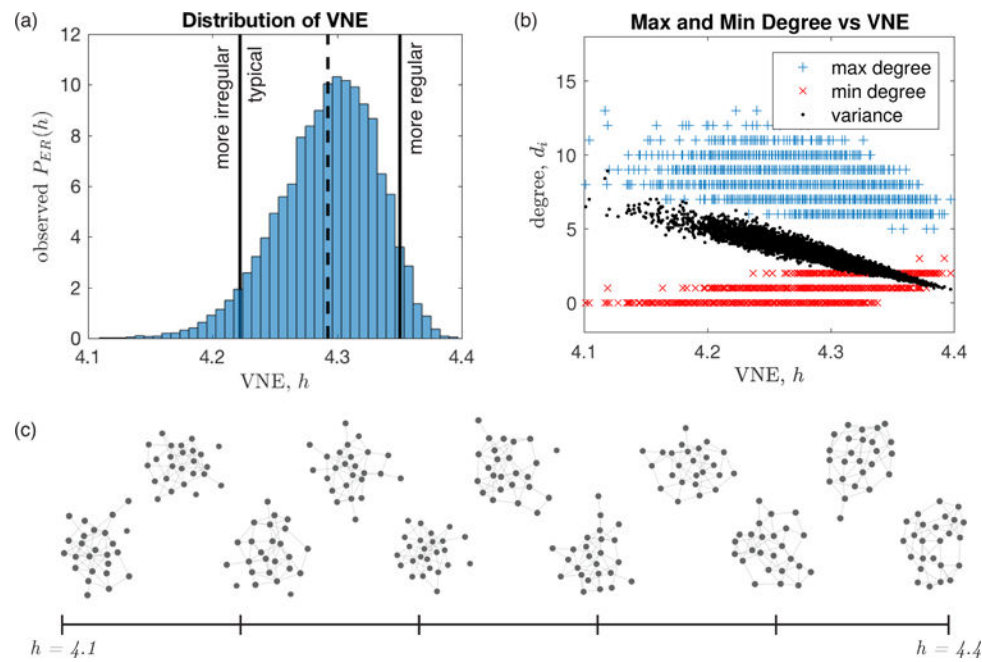 (a)
Distribution of VNE
12
10
8
6
4
2
0
observed P_ER(h)
more irregular
typical
more regular
4.1
4.2
4.3
4.4
VNE, h
(b)
Max and Min Degree vs VNE
max degree
min degree
variance
15
10
5
0
degree, d_i
4.1
4.2
4.3
4.4
VNE, h
(c)
h = 4.1
h = 4.4